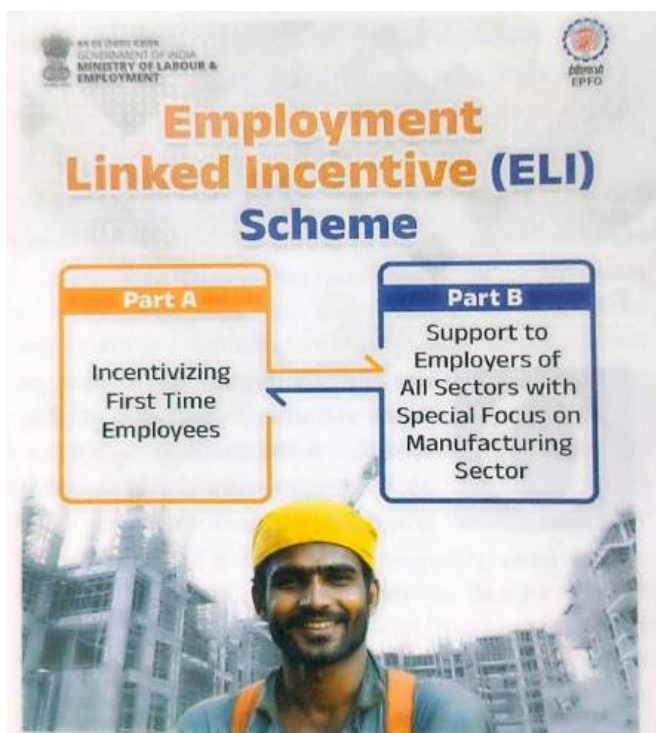 GOVERNMENT OF INDIA
MINISTRY OF LABOUR &
EMPLOYMENT
EPFO
Employment
Linked Incentive (ELI)
Scheme
Part A
Incentivizing
First Time
Employees
Part B
Support to
Employers of
All Sectors with
Special Focus on
Manufacturing
Sector